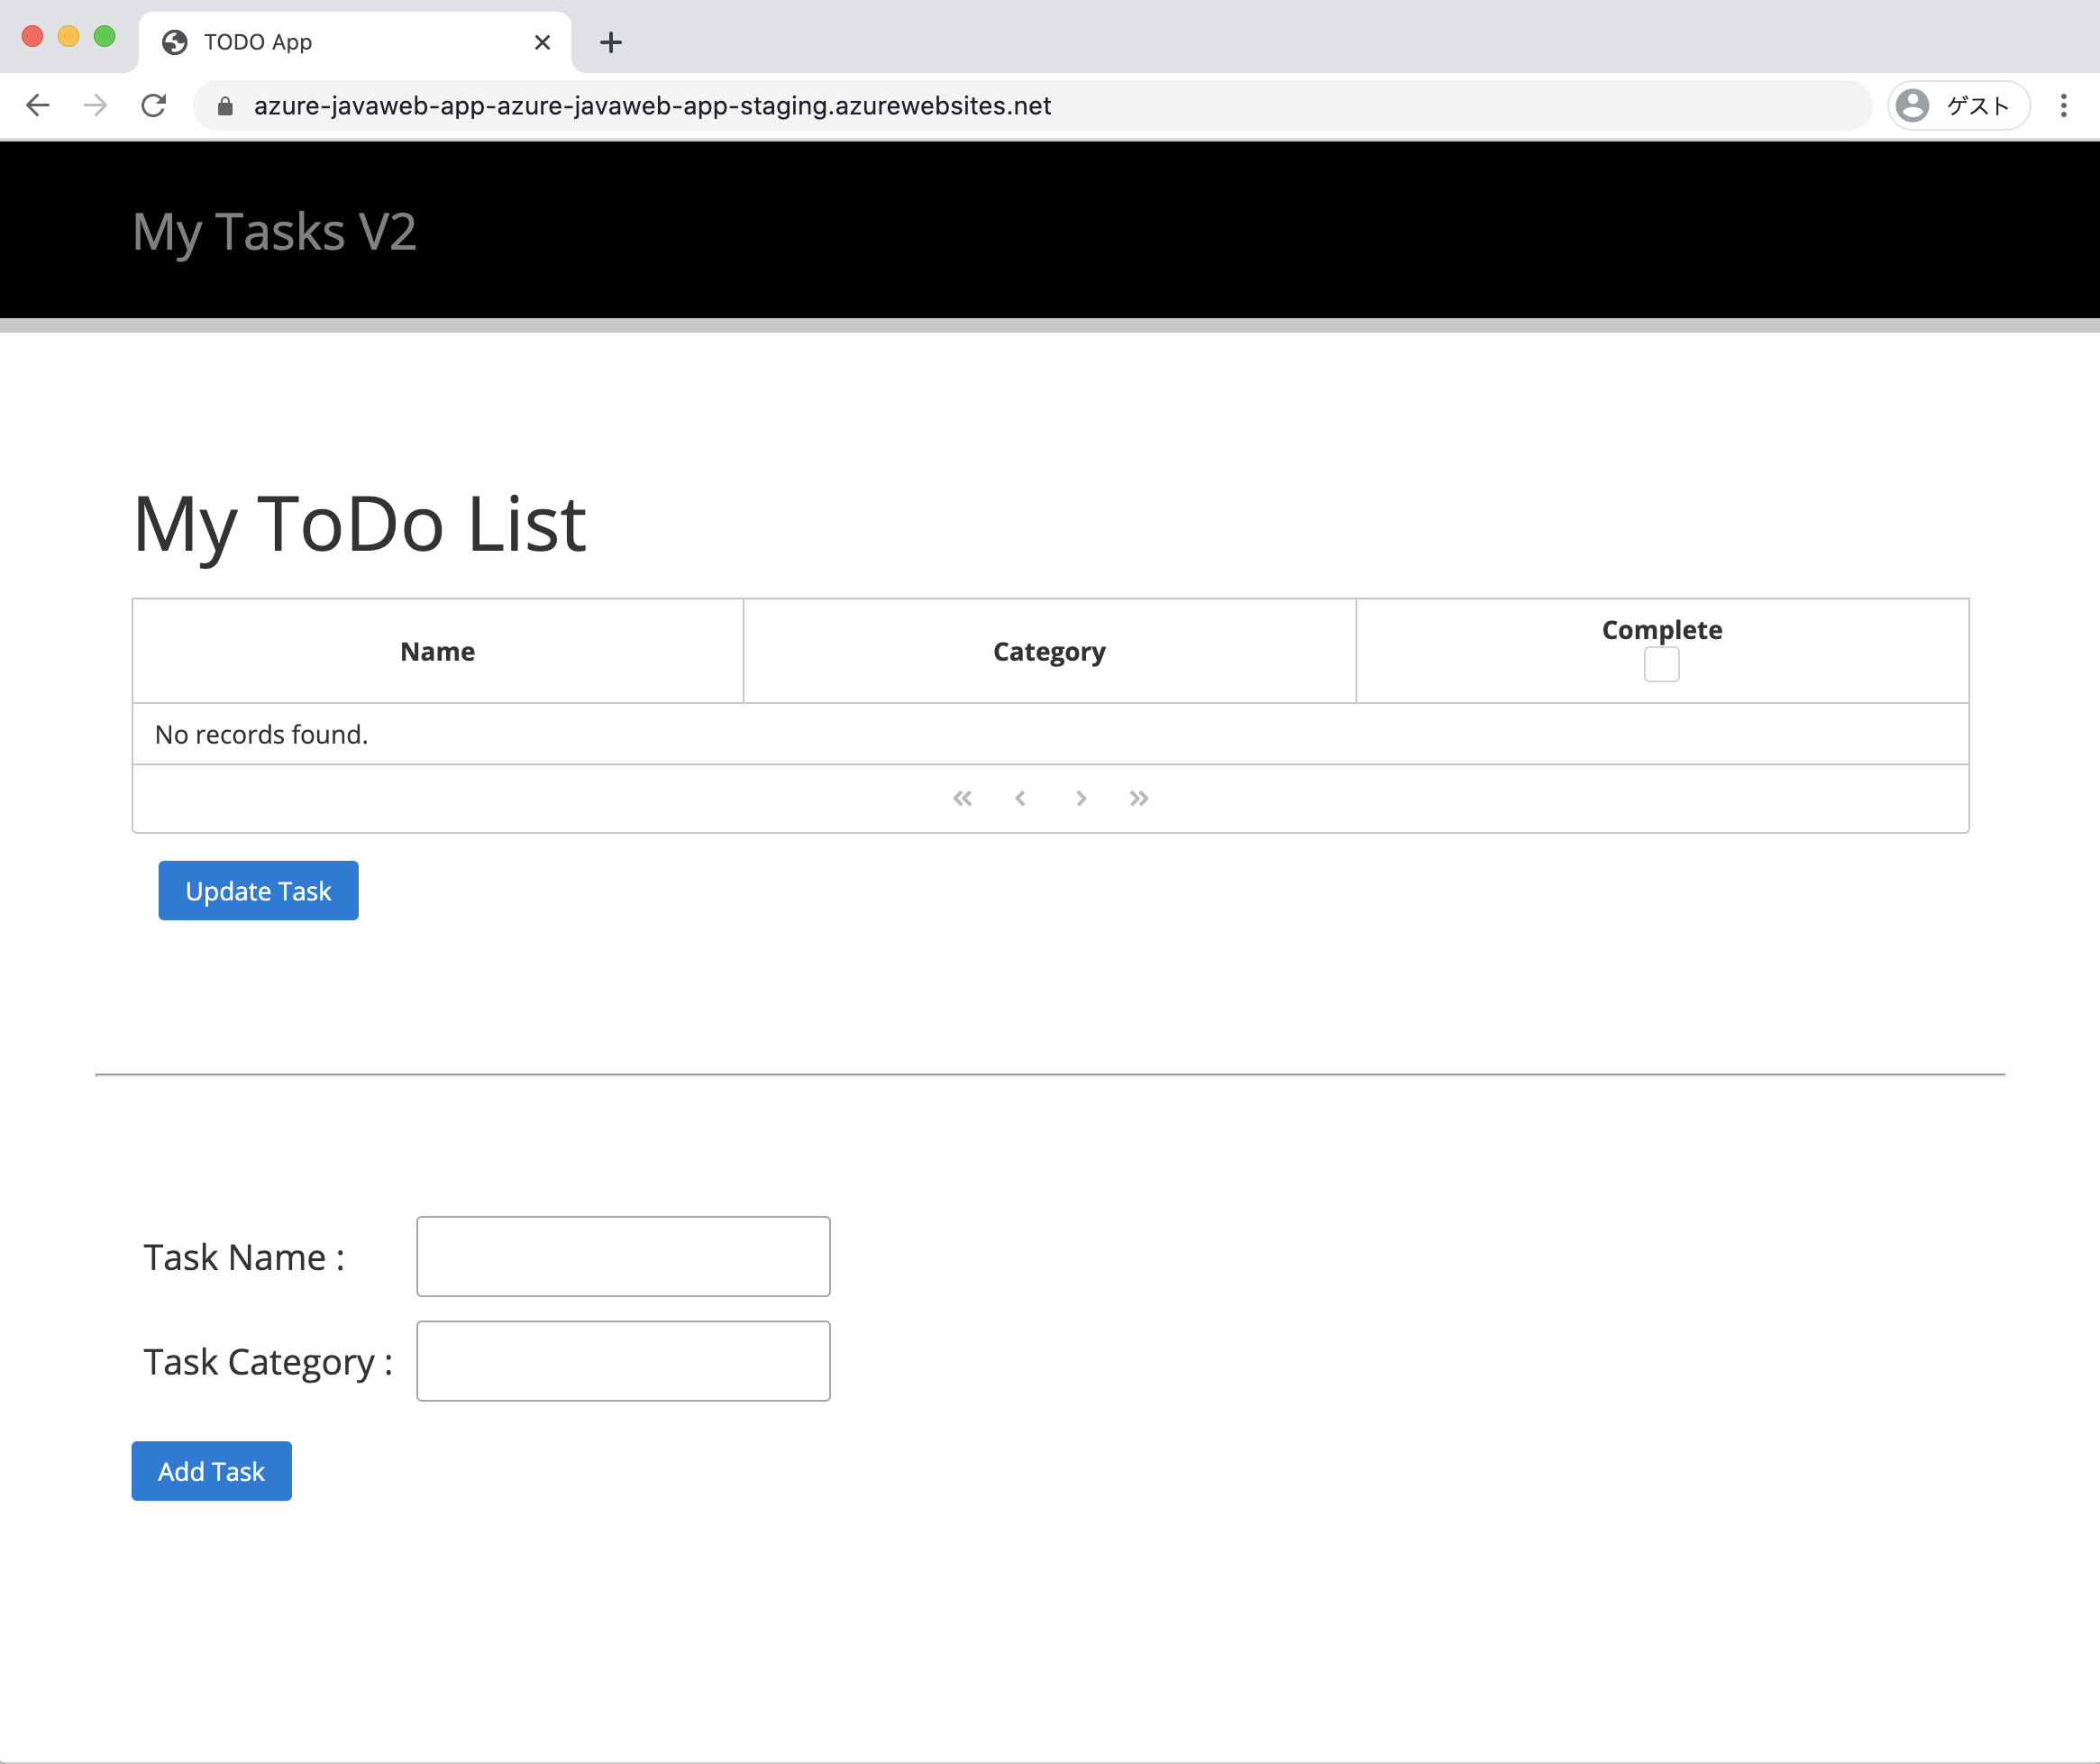 TODO App
azure-javaweb-app-azure-javaweb-app-staging.azurewebsites.net
ゲスト
My Tasks V2
My ToDo List
Name Category Complete
No records found.
Update Task
Task Name :
Task Category :
Add Task